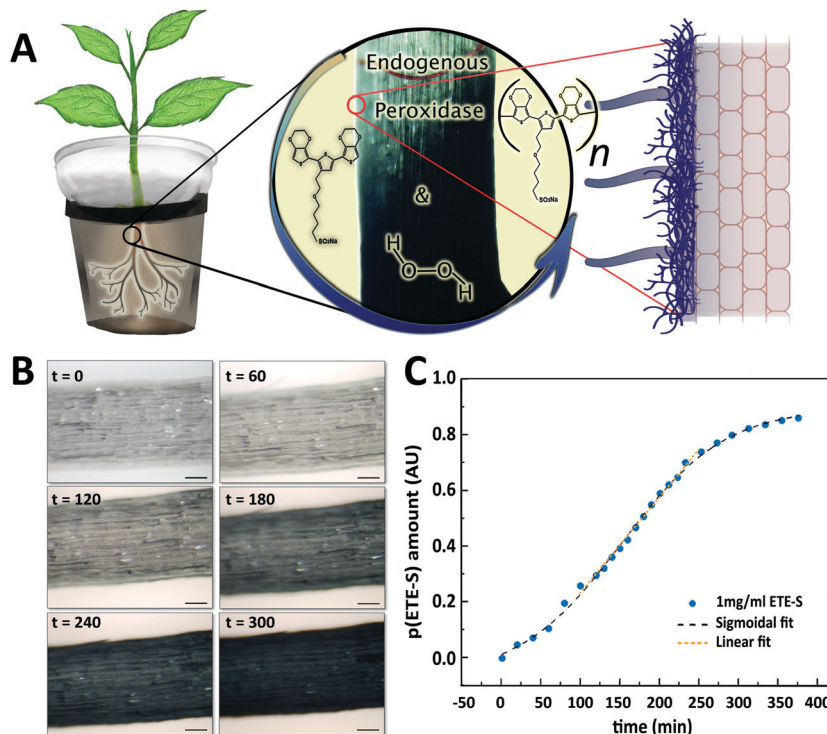 A
Endogenous
Peroxidase
&
H
O
O
H
SO₃Na
SO₃Na
n
B
t = 0
t = 60
t = 120
t = 180
t = 240
t = 300
C
p(ETE-S) amount (AU)
0.8
0.6
0.4
0.2
0.0
1mg/ml ETE-S
Sigmoidal fit
Linear fit
-50 0 50 100 150 200 250 300 350 400
time (min)